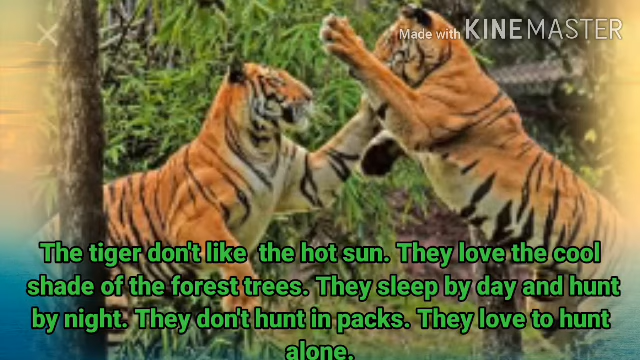 Made with KINEMASTER
The tiger don't like the hot sun. They love the cool
shade of the forest trees. They sleep by day and hunt
by night. They don't hunt in packs. They love to hunt
alone.